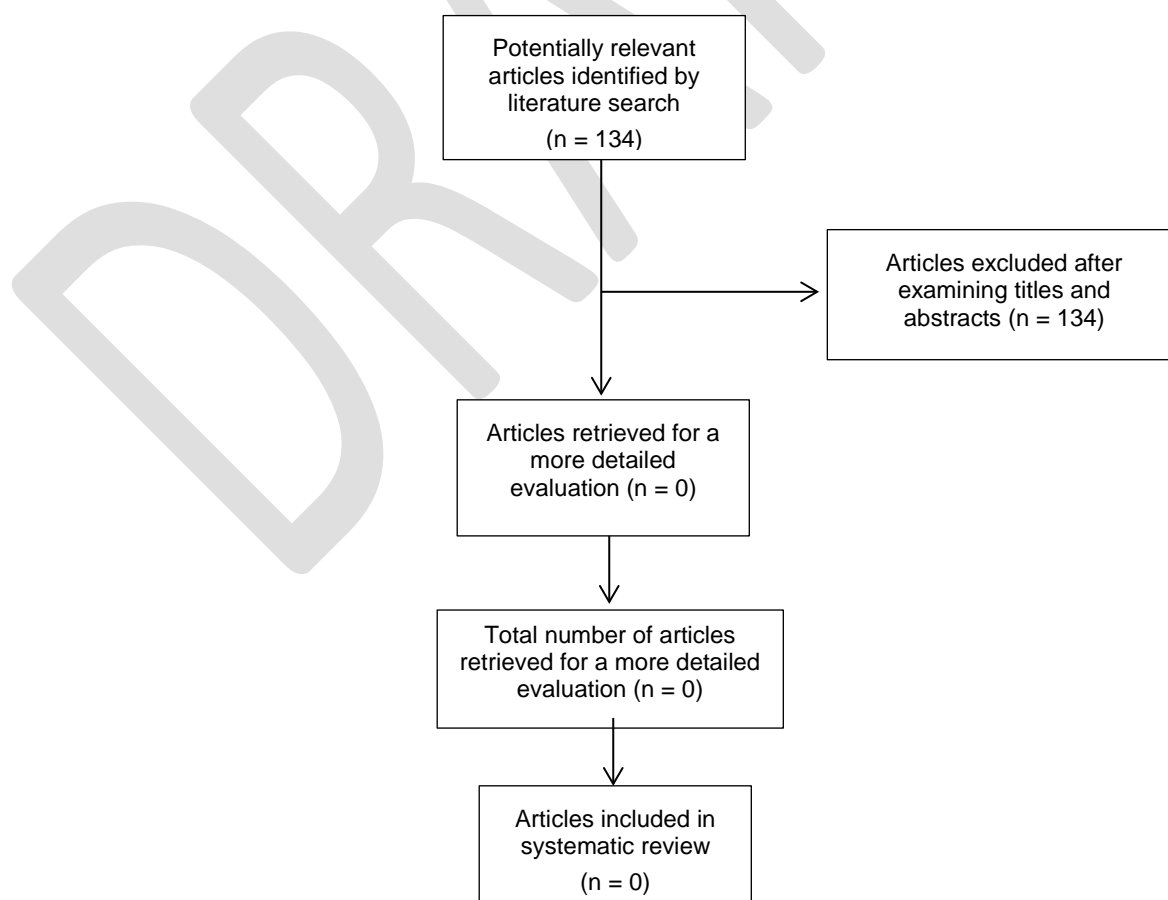 Potentially relevant
articles identified by
literature search
(n = 134)
Articles excluded after
examining titles and
abstracts (n = 134)
Articles retrieved for a
more detailed
evaluation (n = 0)
Total number of articles
retrieved for a more detailed
evaluation (n = 0)
Articles included in
systematic review
(n = 0)